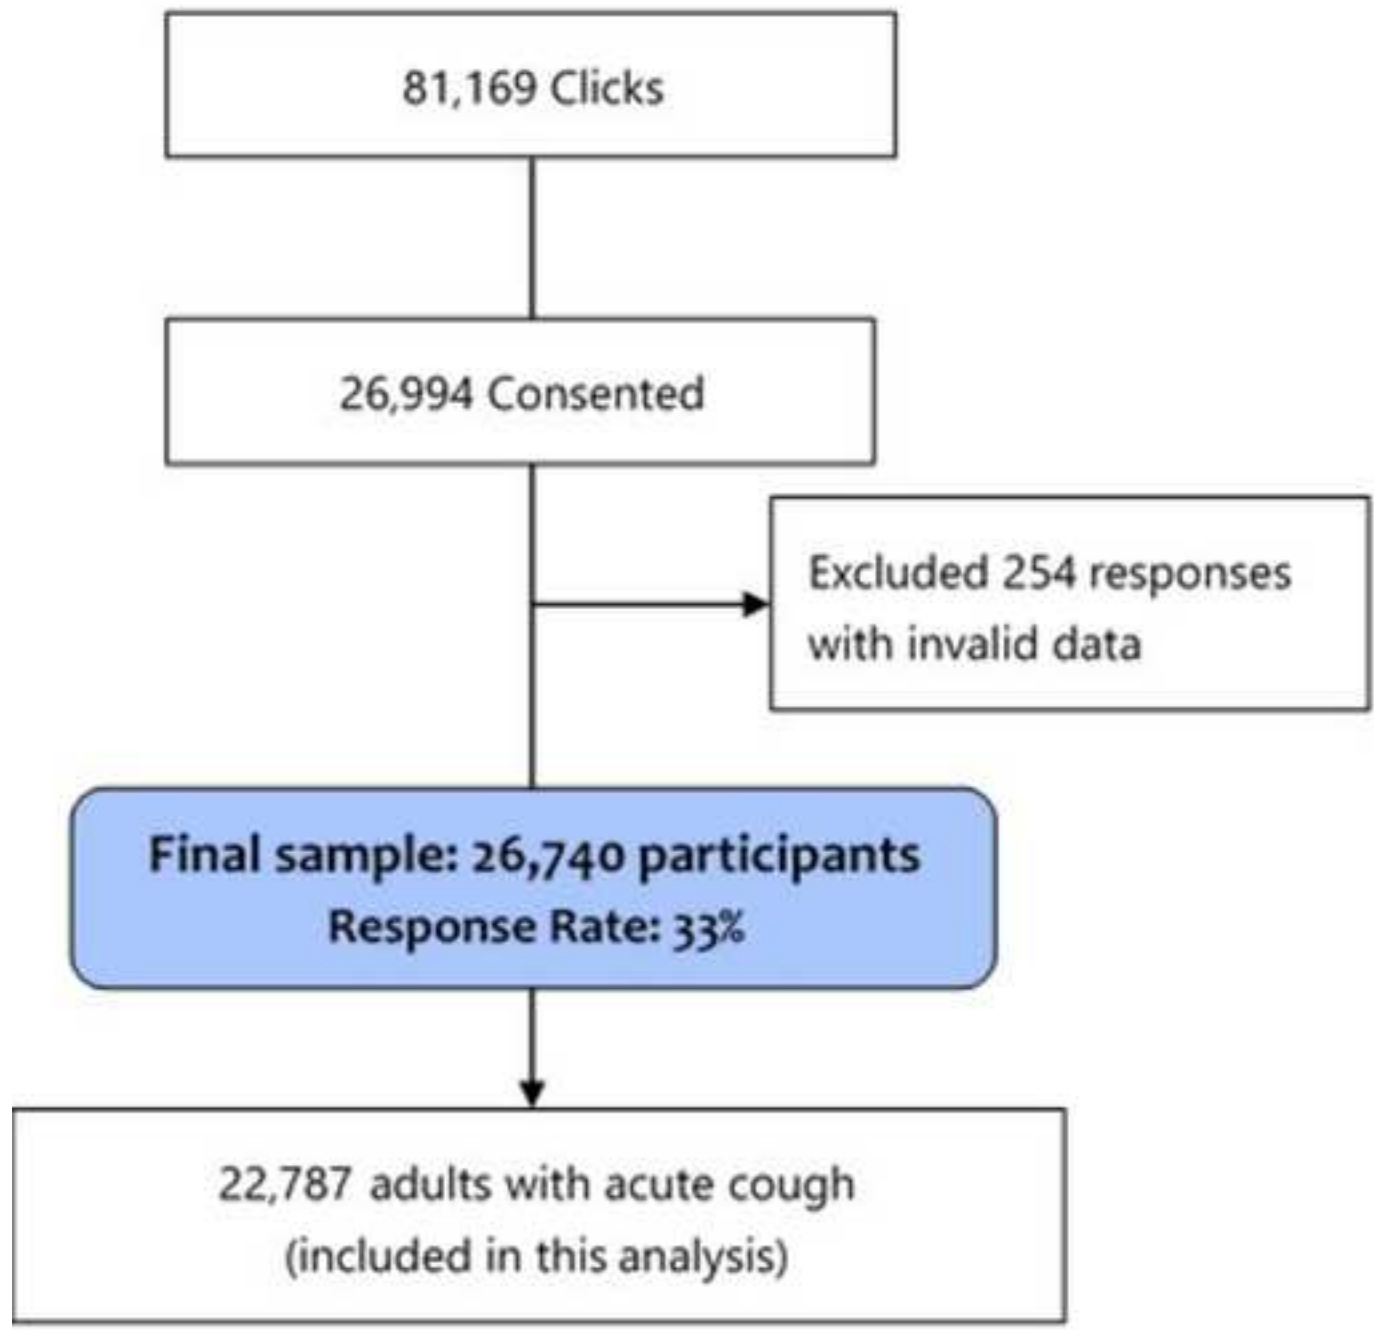 81,169 Clicks
26,994 Consented
Excluded 254 responses
with invalid data
Final sample: 26,740 participants
Response Rate: 33%
22,787 adults with acute cough
(included in this analysis)